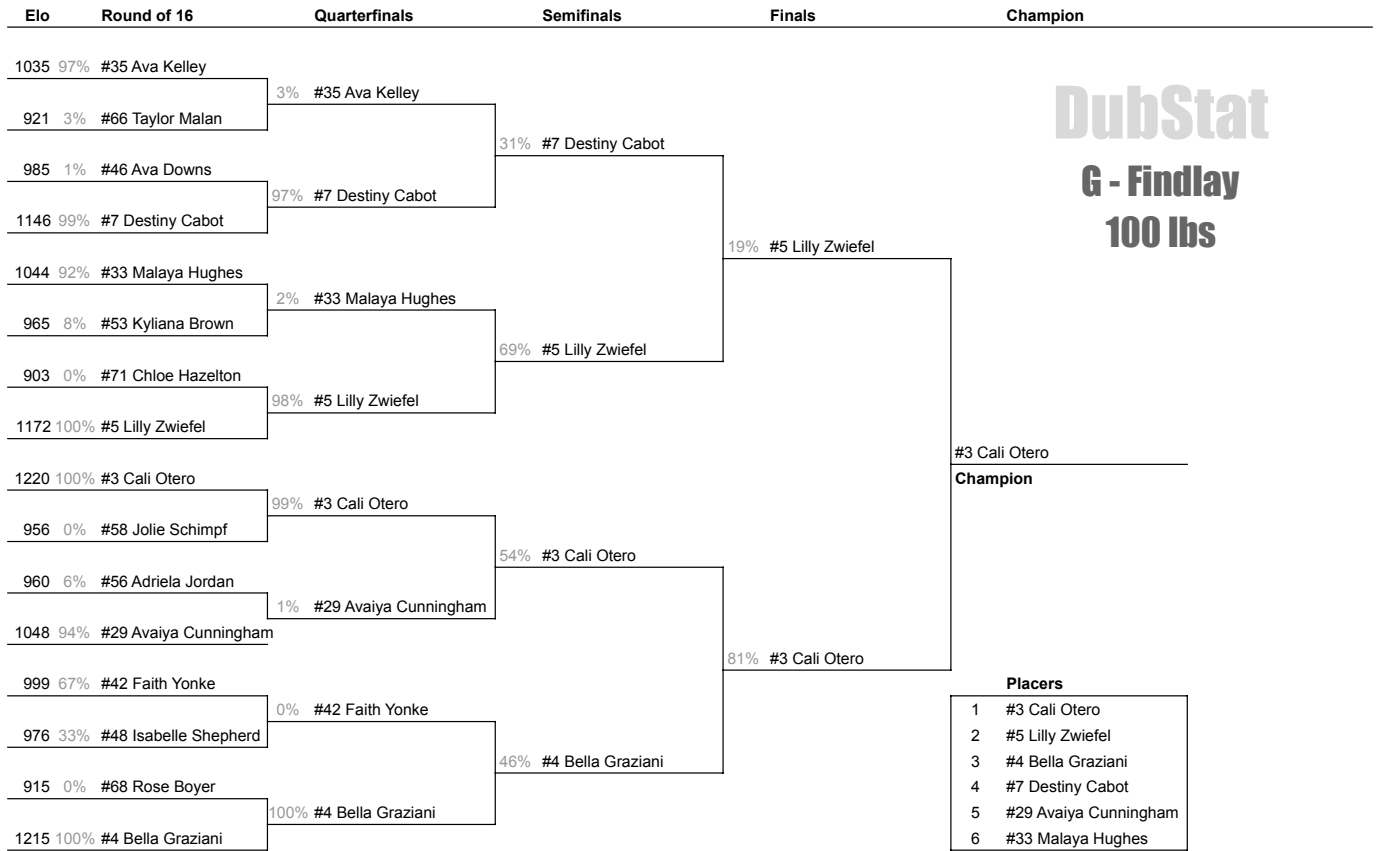 Elo Round of 16 Quarterfinals Semifinals Finals Champion
1035 97% #35 Ava Kelley
3% #35 Ava Kelley
DubStat
921 3% #66 Taylor Malan
31% #7 Destiny Cabot
985 1% #46 Ava Downs
G - Findlay
97% #7 Destiny Cabot
1146 99% #7 Destiny Cabot
100 lbs
19% #5 Lilly Zwiefel
1044 92% #33 Malaya Hughes
2% #33 Malaya Hughes
965 8% #53 Kyliana Brown
69% #5 Lilly Zwiefel
903 0% #71 Chloe Hazelton
98% #5 Lilly Zwiefel
1172 100% #5 Lilly Zwiefel
#3 Cali Otero
1220 100% #3 Cali Otero
Champion
99% #3 Cali Otero
956 0% #58 Jolie Schimpf
54% #3 Cali Otero
960 6% #56 Adriela Jordan
1% #29 Avaiya Cunningham
1048 94% #29 Avaiya Cunningham
81% #3 Cali Otero
999 67% #42 Faith Yonke
Placers
0% #42 Faith Yonke
1 #3 Cali Otero
976 33% #48 Isabelle Shepherd
2 #5 Lilly Zwiefel
46% #4 Bella Graziani
3 #4 Bella Graziani
915 0% #68 Rose Boyer
4 #7 Destiny Cabot
100% #4 Bella Graziani
5 #29 Avaiya Cunningham
1215 100% #4 Bella Graziani
6 #33 Malaya Hughes